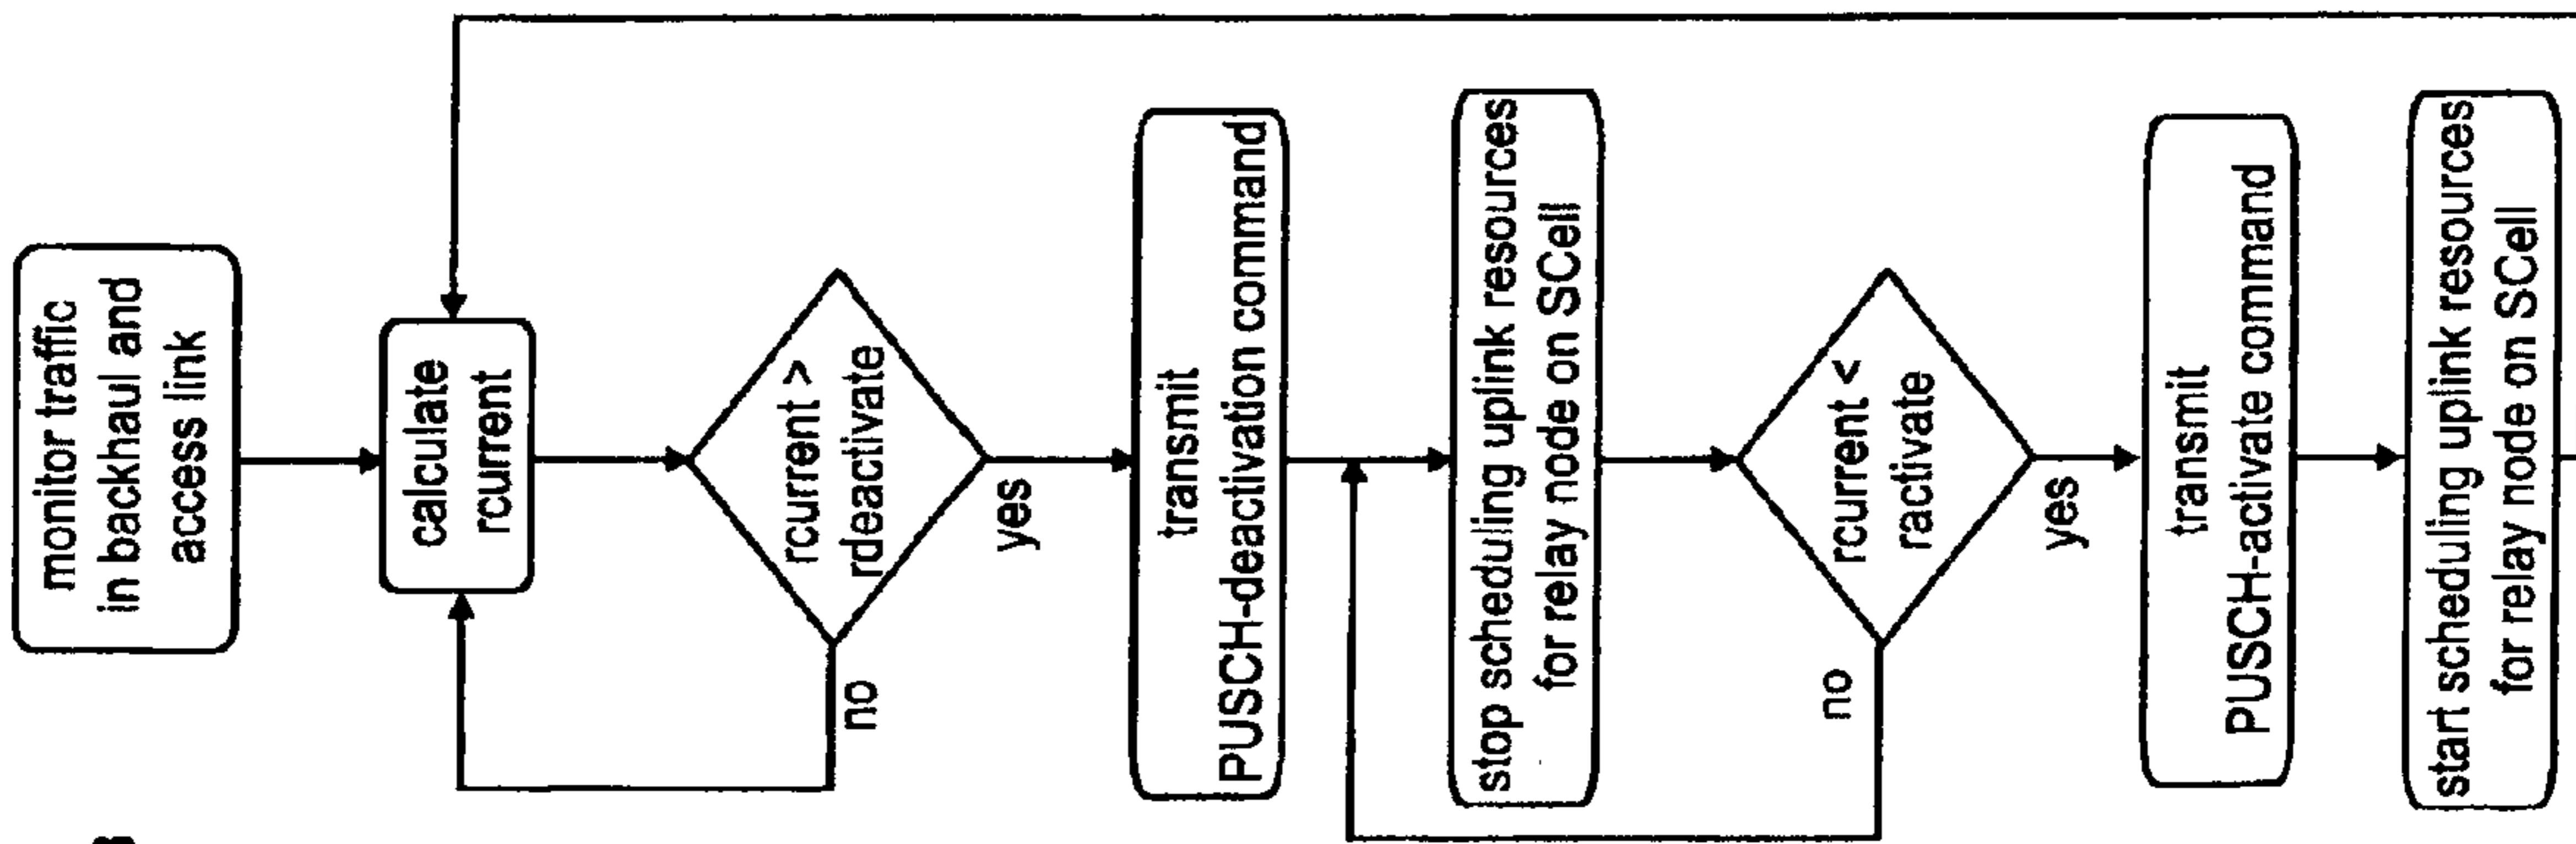 monitor traffic
in backhaul and
access link
calculate
rcurrent
rcurrent >
rdeactivate
no
yes
transmit
PUSCH-deactivation command
stop scheduling uplink resources
for relay node on SCell
rcurrent <
ractivate
no
yes
transmit
PUSCH-activate command
start scheduling uplink resources
for relay node on SCell